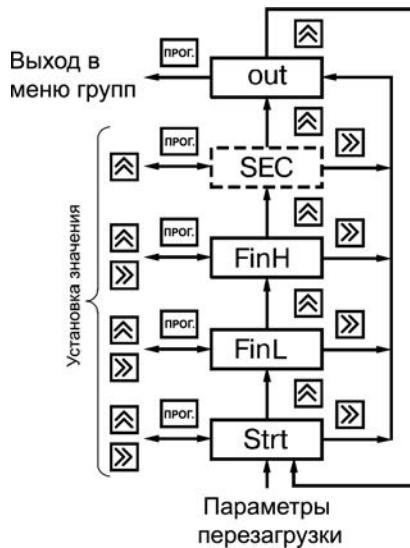 ПРОГ.
Выход в
меню групп
out
ПРОГ.
SEC
ПРОГ.
FinH
Установка значения
ПРОГ.
FinL
ПРОГ.
Strt
Параметры
перезагрузки